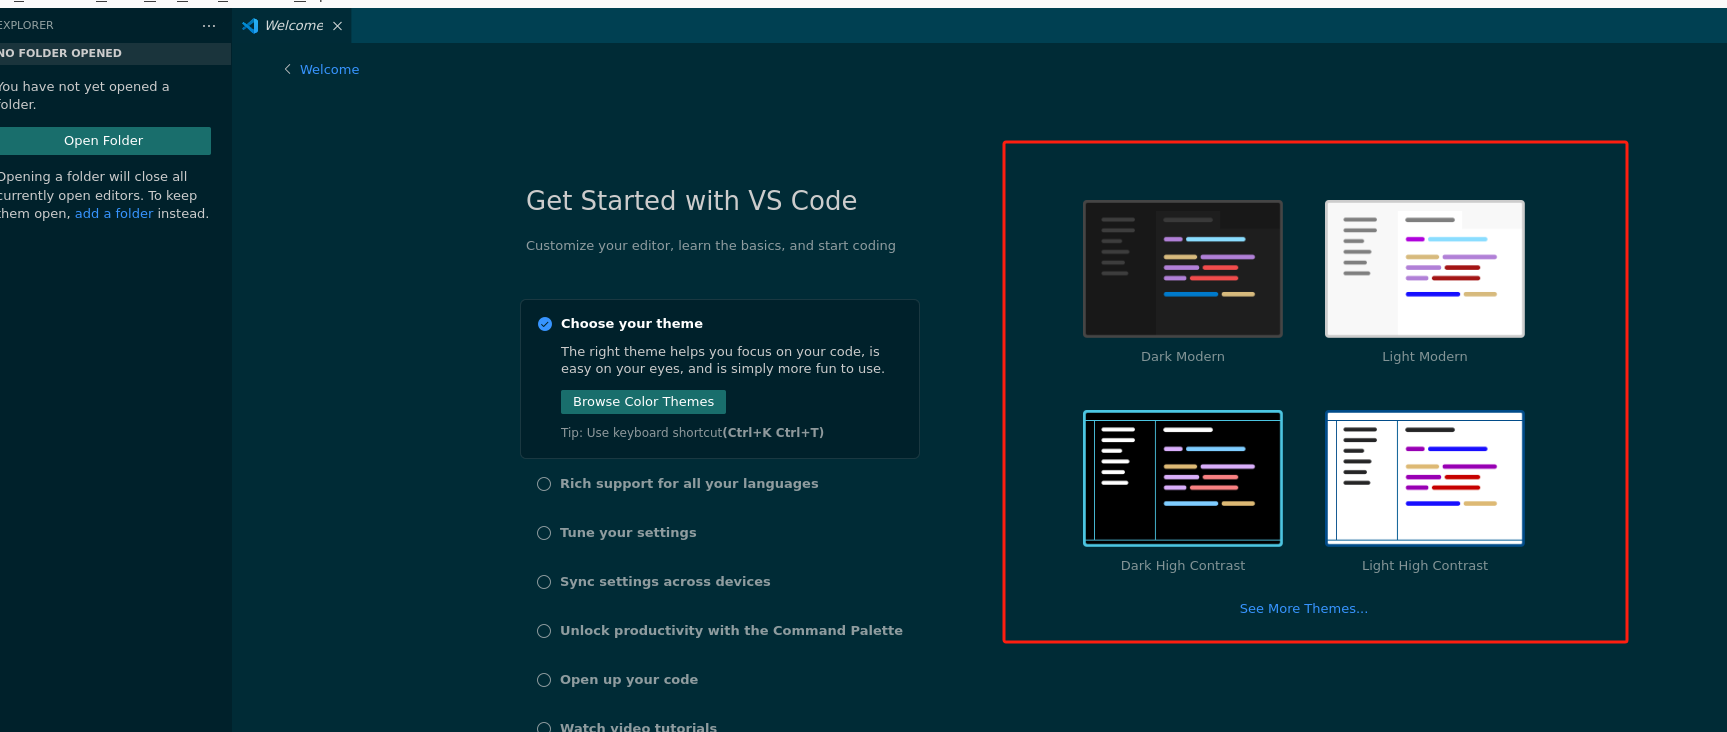 EXPLORER
Welcome
NO FOLDER OPENED
Welcome
You have not yet opened a
folder.
Open Folder
Opening a folder will close all
currently open editors. To keep
them open, add a folder instead.
Get Started with VS Code
Customize your editor, learn the basics, and start coding
Choose your theme
The right theme helps you focus on your code, is
easy on your eyes, and is simply more fun to use.
Browse Color Themes
Tip: Use keyboard shortcut(Ctrl+K Ctrl+T)
Rich support for all your languages
Tune your settings
Sync settings across devices
Unlock productivity with the Command Palette
Open up your code
Watch video tutorials
Dark Modern
Light Modern
Dark High Contrast
Light High Contrast
See More Themes...